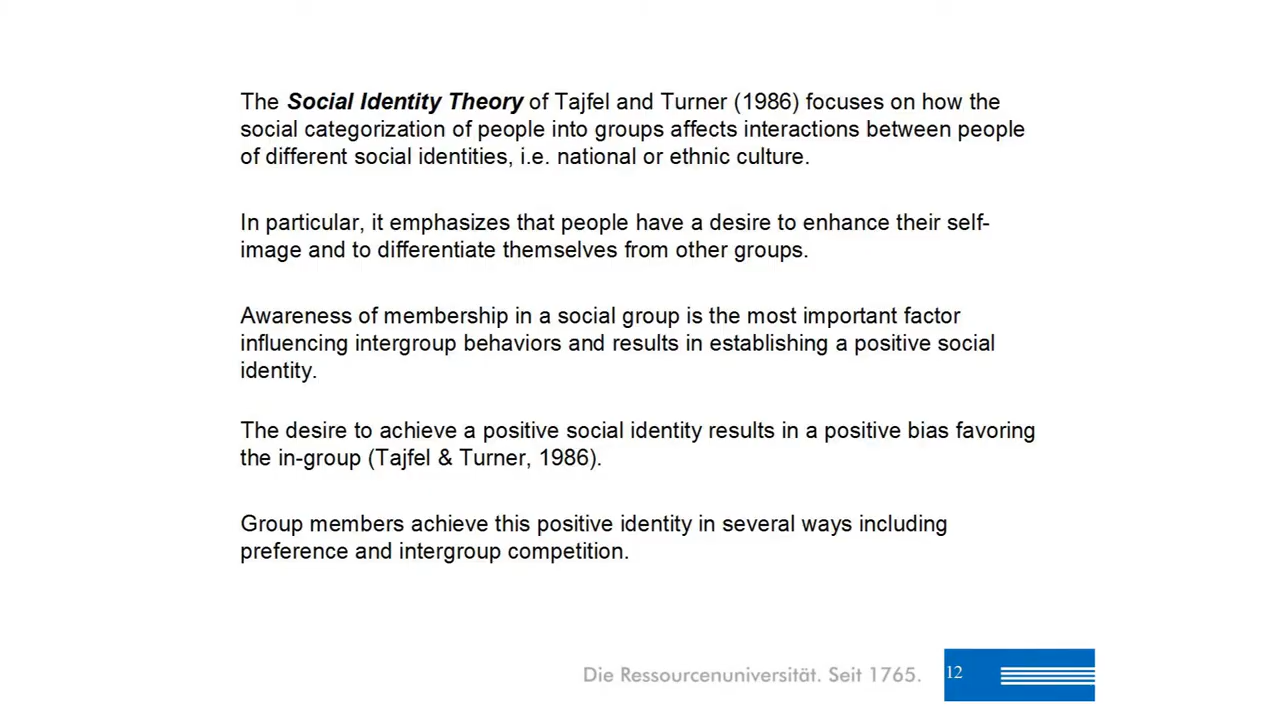 The Social Identity Theory of Tajfel and Turner (1986) focuses on how the
social categorization of people into groups affects interactions between people
of different social identities, i.e. national or ethnic culture.
In particular, it emphasizes that people have a desire to enhance their self-
image and to differentiate themselves from other groups.
Awareness of membership in a social group is the most important factor
influencing intergroup behaviors and results in establishing a positive social
identity.
The desire to achieve a positive social identity results in a positive bias favoring
the in-group (Tajfel & Turner, 1986).
Group members achieve this positive identity in several ways including
preference and intergroup competition.
Die Ressourcenuniversität. Seit 1765.
12